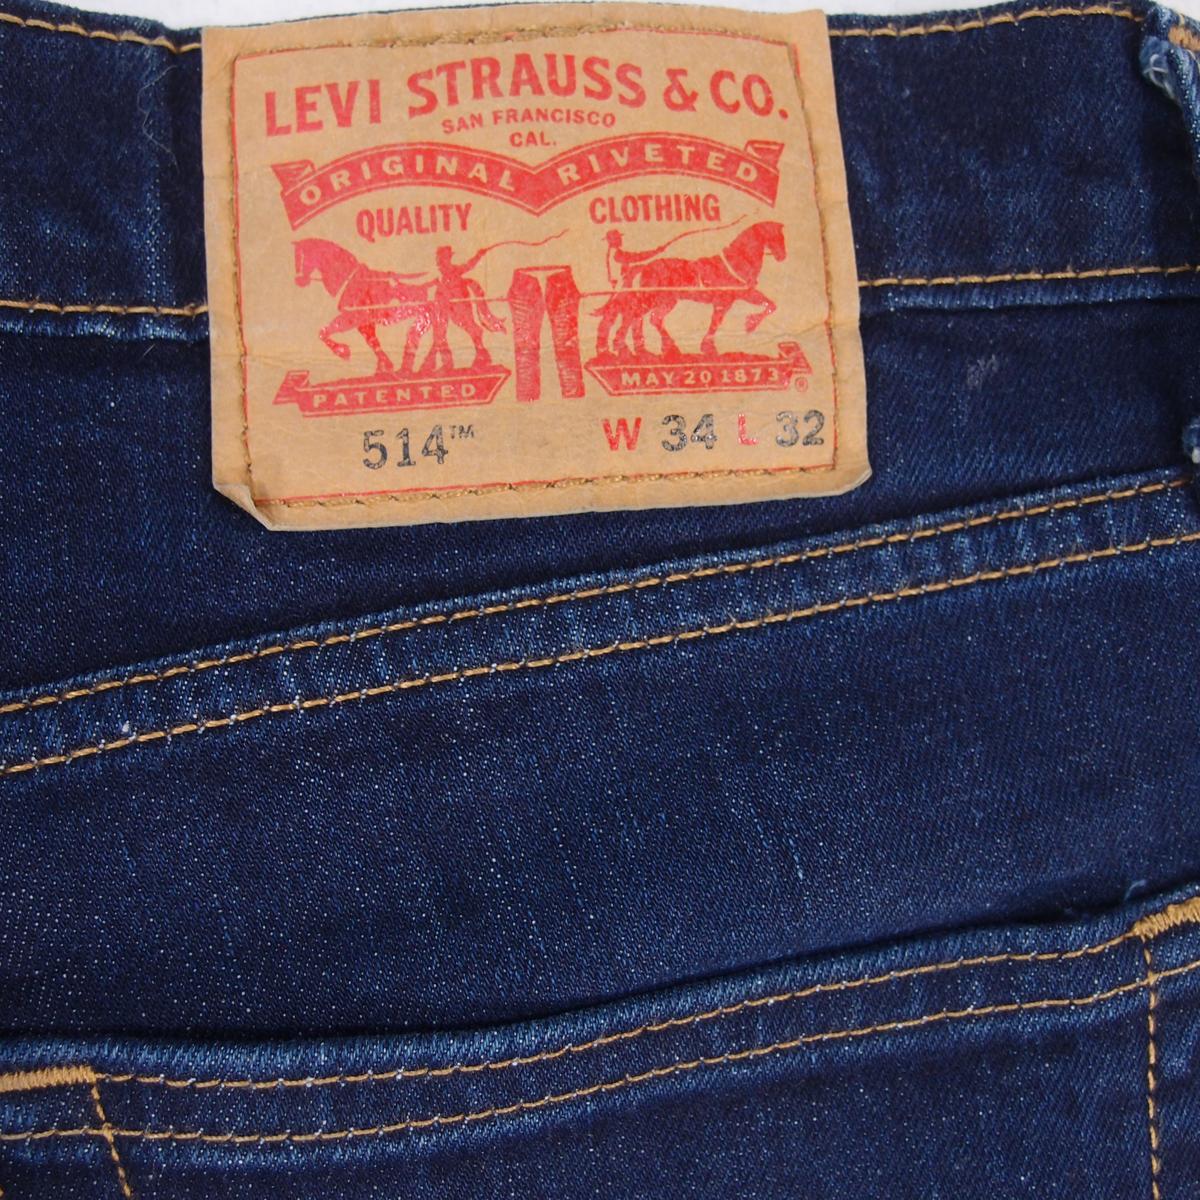 LEVI STRAUSS & CO.
SAN FRANCISCO
CAL.
ORIGINAL RIVETED
QUALITY CLOTHING
PATENTED MAY 20 1873 ®
514™ W 34 L 32